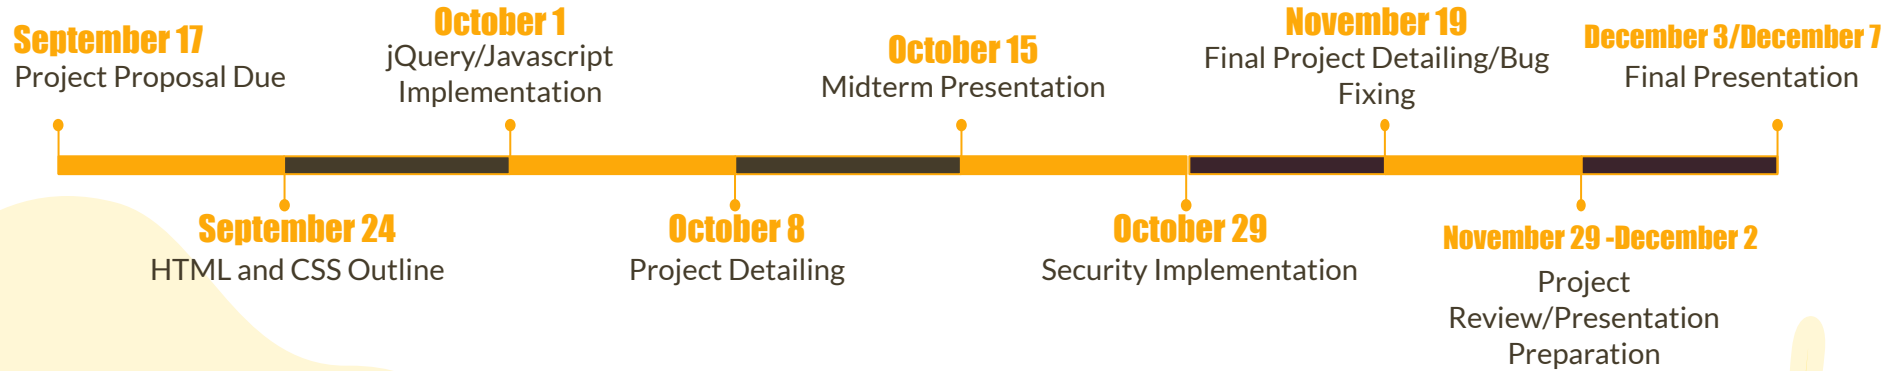 September 17
Project Proposal Due
September 24
HTML and CSS Outline
October 1
jQuery/Javascript
Implementation
October 8
Project Detailing
October 15
Midterm Presentation
October 29
Security Implementation
November 19
Final Project Detailing/Bug
Fixing
November 29 -December 2
Project
Review/Presentation
Preparation
December 3/December 7
Final Presentation